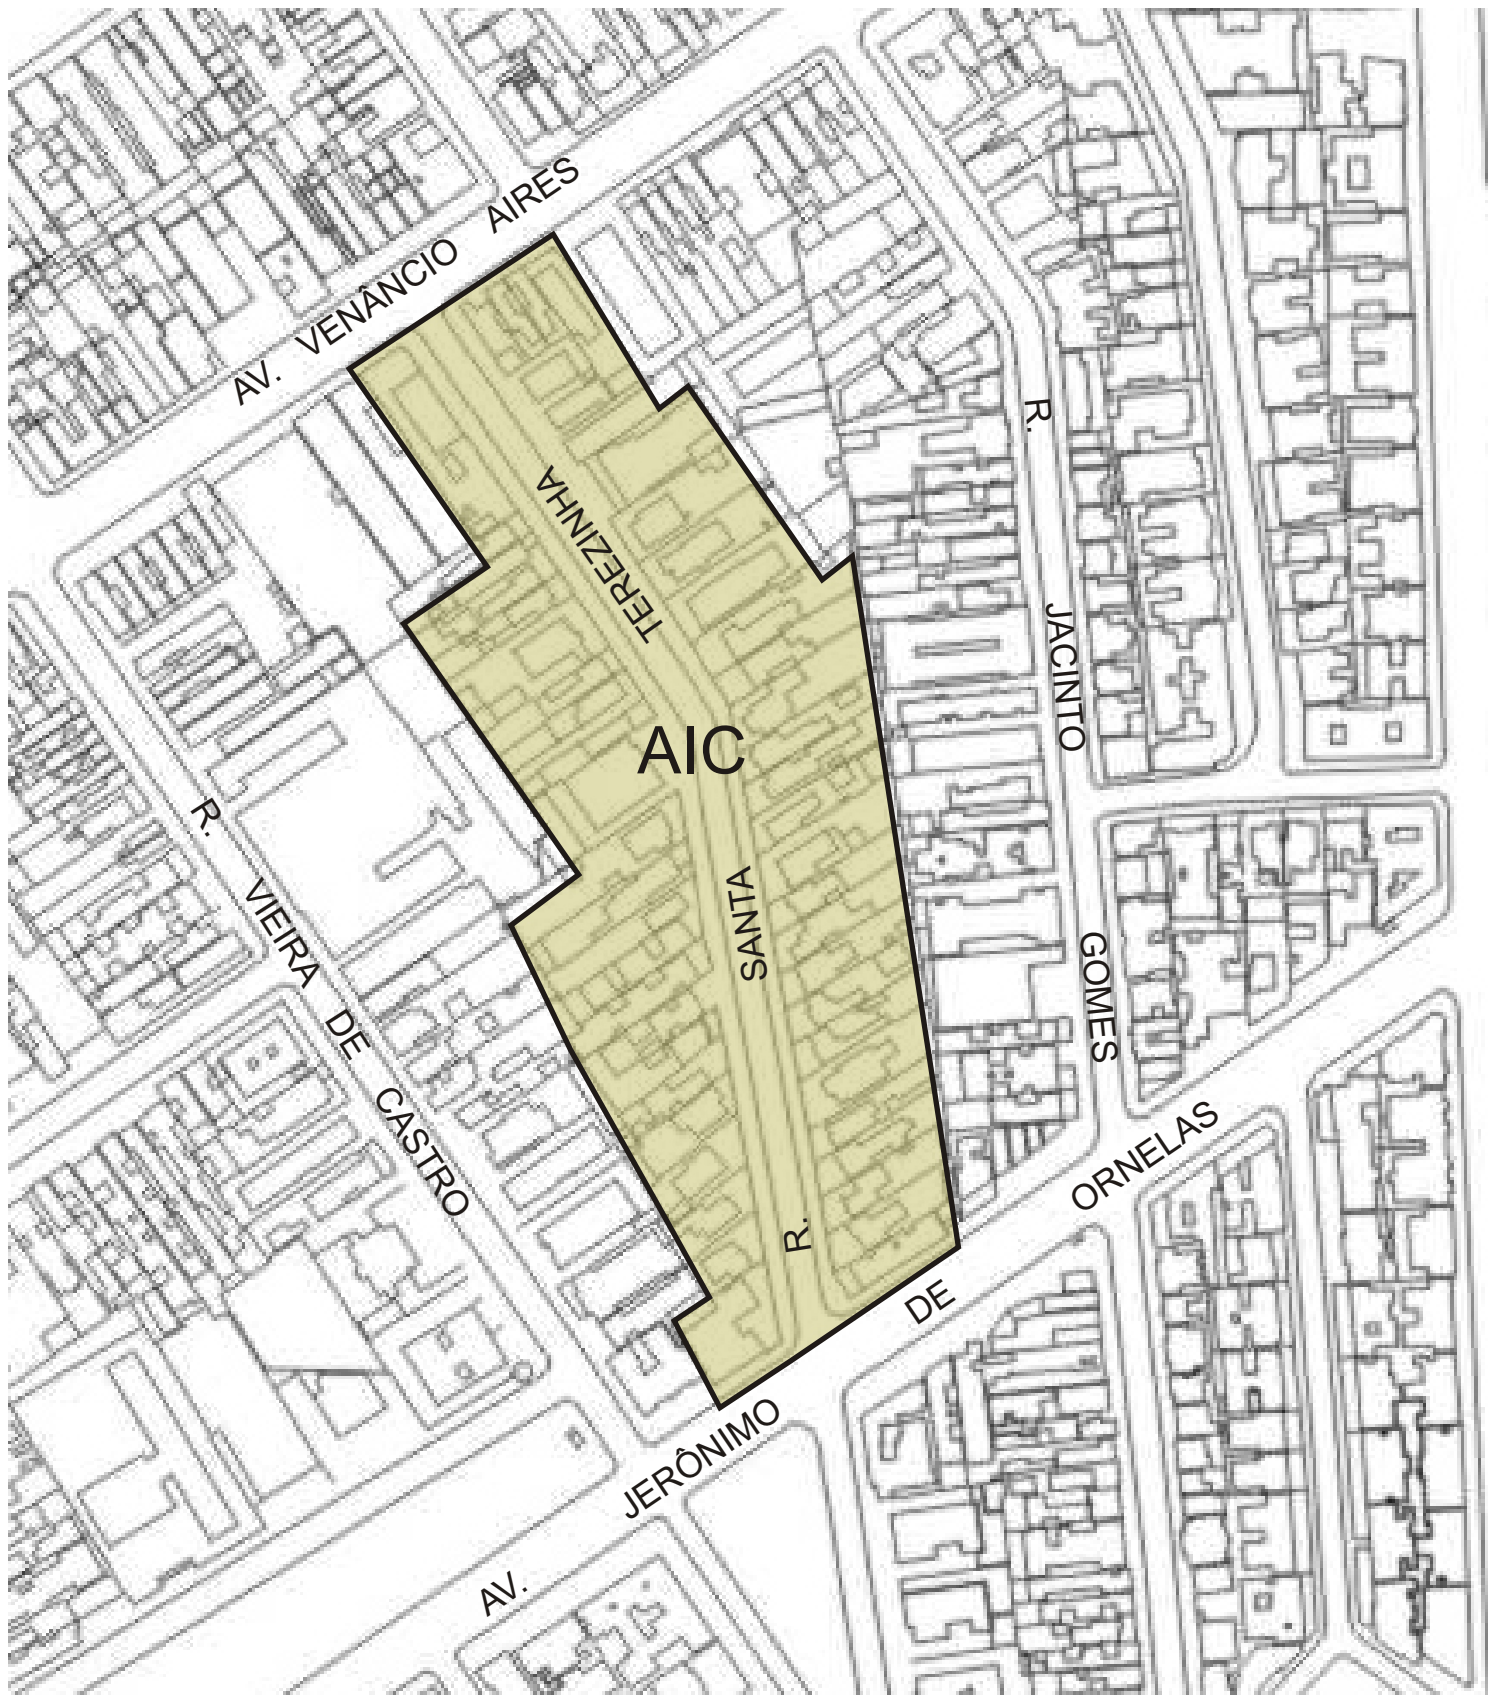 AV. VENÂNCIO AIRES
R. SANTA TEREZINHA
AIC
R. JACINTO GOMES
R. VIEIRA DE CASTRO
AV. JERÔNIMO DE ORNELAS